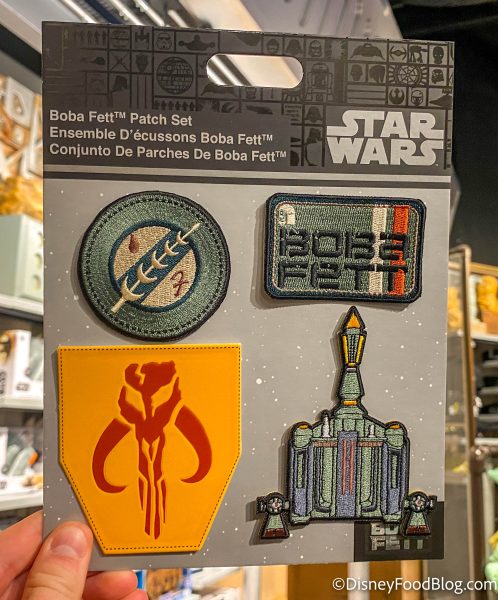 Boba Fett™ Patch Set
Ensemble D'écussons Boba Fett™
Conjunto De Parches De Boba Fett™
STAR
WARS
BOBA
FETT
BOBA
FETT
©DisneyFoodBlog.com